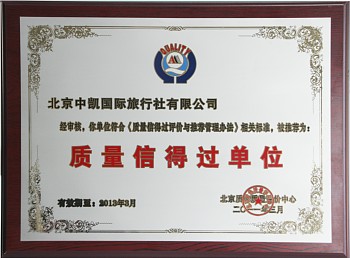 QUALITY
北京中凯国际旅行社有限公司
经审核,你单位符合《质量信得过评价与推荐管理办法》相关标准,被推荐为:
质量信得过单位
有效期至:2013年3月
二〇一一年三月